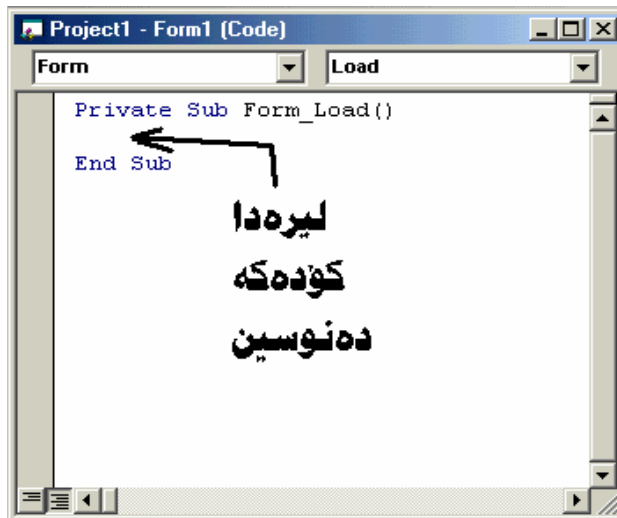 Project1 - Form1 (Code)
Form Load
Private Sub Form_Load()
End Sub
لیرەدا
کۆدەکە
دەنوسین